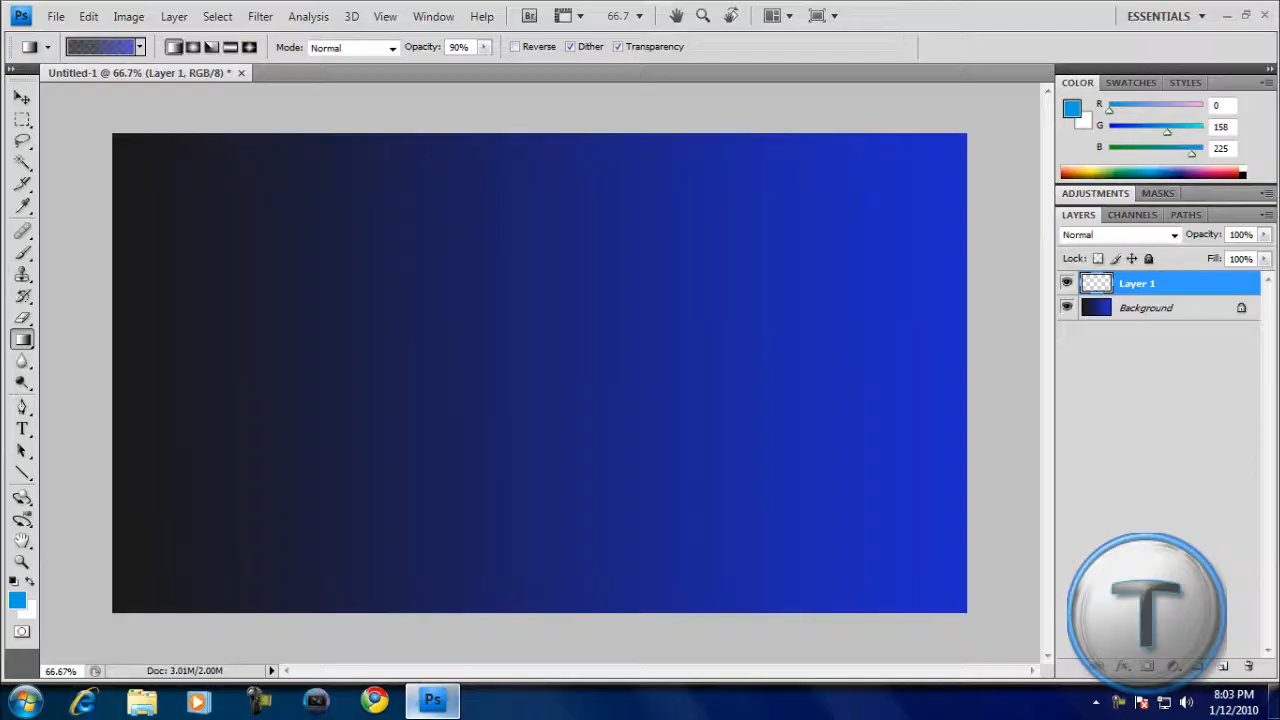 Ps File Edit Image Layer Select Filter Analysis 3D View Window Help Br 66.7 ESSENTIALS
Mode: Normal Opacity: 90% Reverse Dither Transparency
Untitled-1 @ 66.7% (Layer 1, RGB/8) *
COLOR SWATCHES STYLES
R 0
G 158
B 225
ADJUSTMENTS MASKS
LAYERS CHANNELS PATHS
Normal Opacity: 100%
Lock: Fill: 100%
Layer 1
Background
T
T
66.67% Doc: 3.01M/2.00M
fx
Ps
8:03 PM
1/12/2010